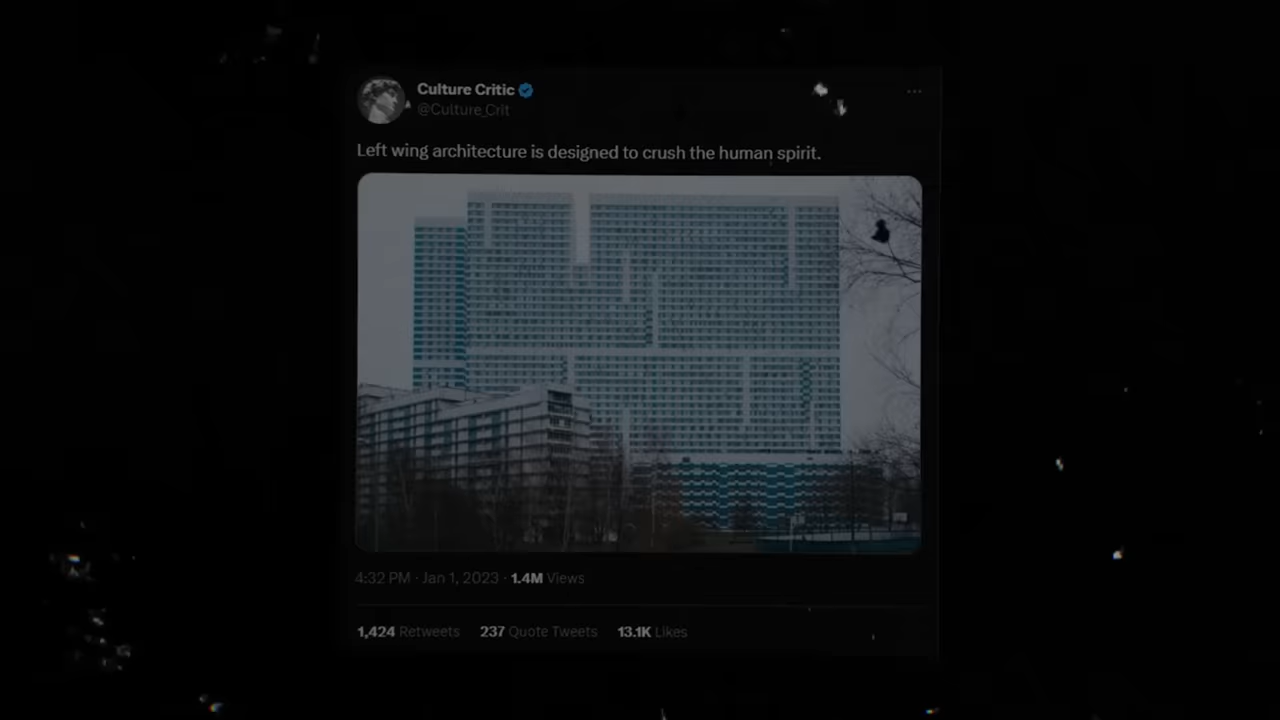 Culture Critic
@Culture_Crit
Left wing architecture is designed to crush the human spirit.
4:32 PM · Jan 1, 2023 · 1.4M Views
1,424 Retweets 237 Quote Tweets 13.1K Likes